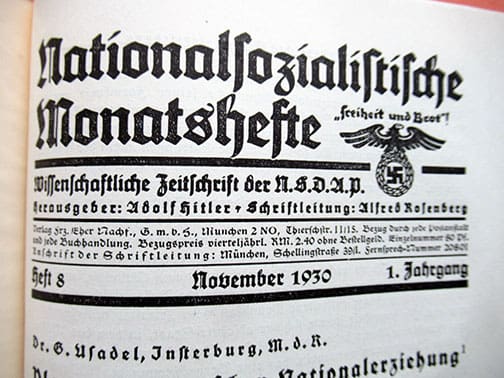 Nationalsozialistische
Monatshefte
„Freiheit und Brot"!
Wissenschaftliche Zeitschrift der N.S.D.A.P.
Herausgeber: Adolf Hitler + Schriftleitung: Alfred Rosenberg
Verlag Frz. Eher Nachf., G. m. b. H., München 2 NO, Thierschstr. 11/15. Bezug durch jede Postanstalt
und jede Buchhandlung. Bezugspreis vierteljährl. RM. 2.40 ohne Bestellgeld. Einzelnummer 80 Pf.
Anschrift der Schriftleitung: München, Schellingstraße 39/I. Fernsprech-Nummer
Heft 8 November 1930 1. Jahrgang
Dr. G. Usadel, Insterburg, M. d. R.
Nationalerziehung¹